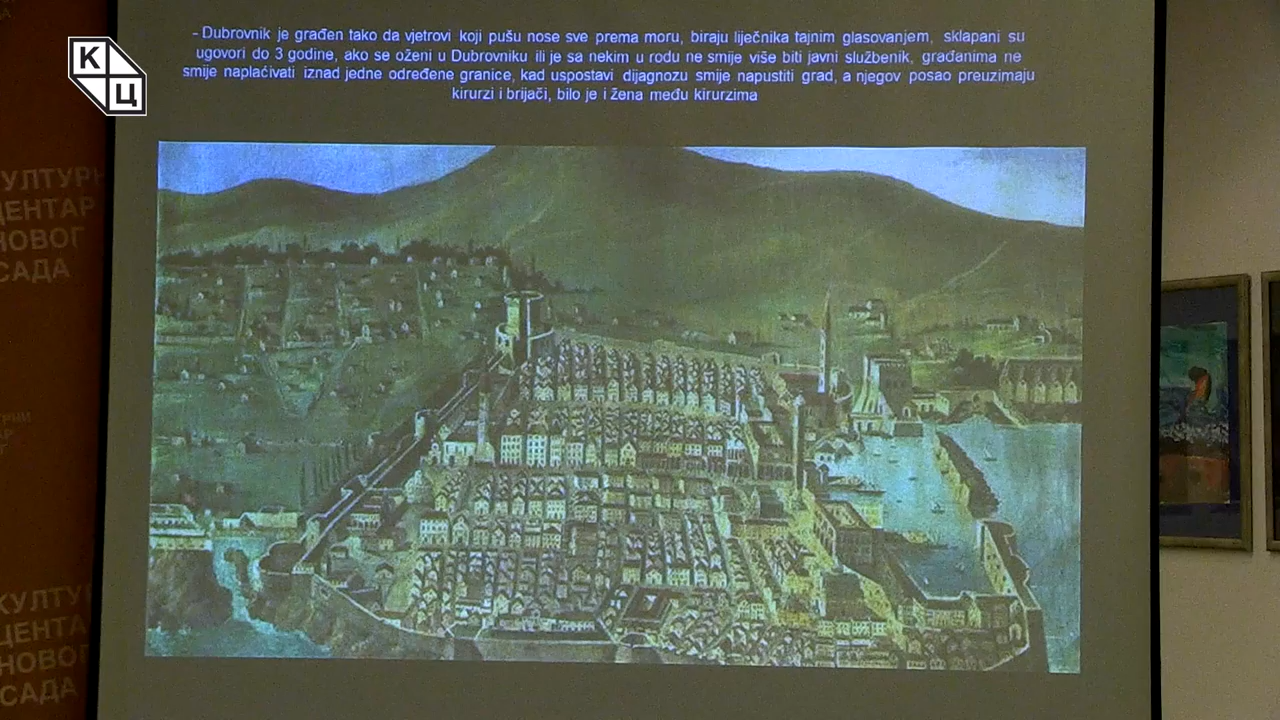 - Dubrovnik je građen tako da vjetrovi koji pušu nose sve prema moru, biraju liječnika tajnim glasovanjem, sklapani su
ugovori do 3 godine, ako se oženi u Dubrovniku ili je sa nekim u rodu ne smije više biti javni službenik, građanima ne
smije naplaćivati iznad jedne određene granice, kad uspostavi dijagnozu smije napustiti grad, a njegov posao preuzimaju
kirurzi i brijači, bilo je i žena među kirurzima
К
Ц
УЛТУРН
ЦЕНТАР
НОВОГ
САДА
КУЛТУ
ЦЕНТА
НОВОГ
САДА